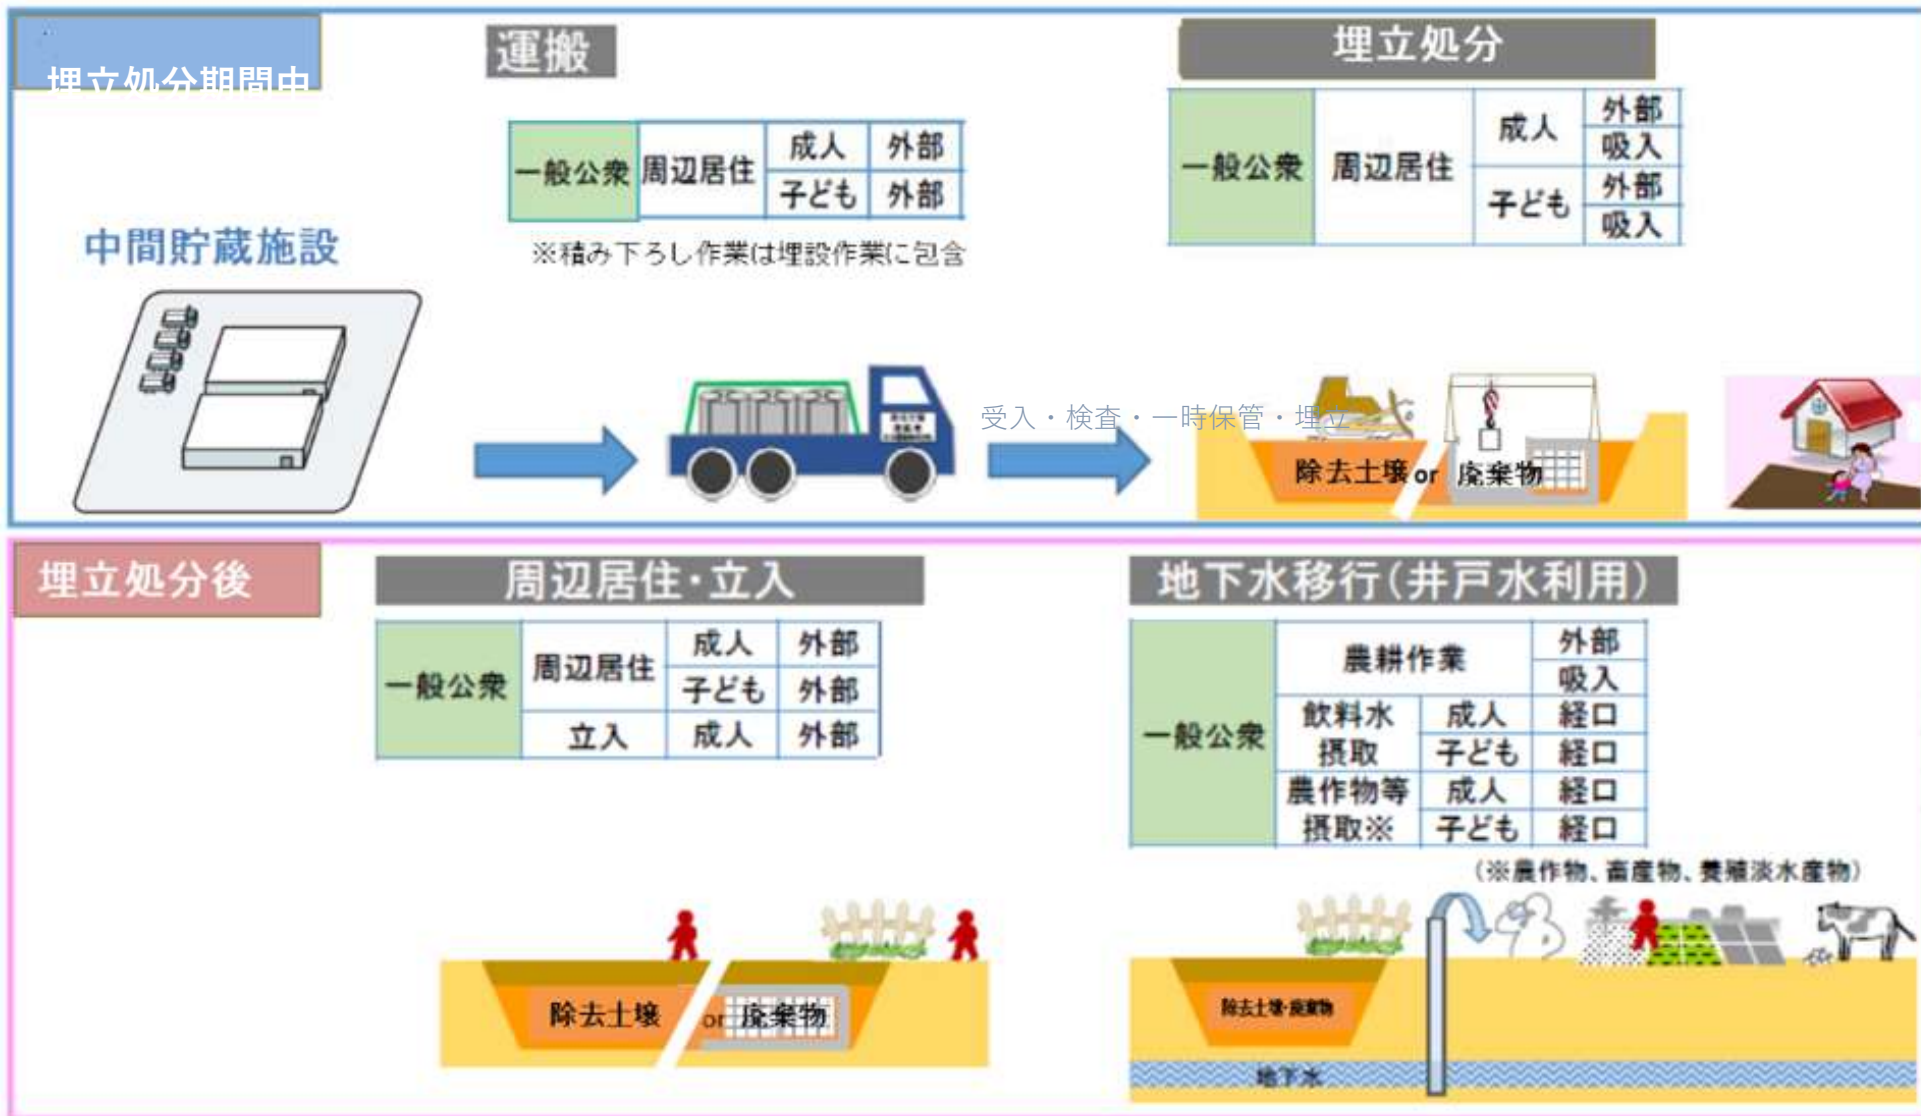 埋立処分期間中
運搬
埋立処分
一般公衆 周辺居住 成人 外部
子ども 外部
※積み下ろし作業は埋設作業に包含
一般公衆 周辺居住 成人 外部
吸入
子ども 外部
吸入
中間貯蔵施設
受入・検査・一時保管・埋立
除去土壌 or 廃棄物
埋立処分後
周辺居住・立入
一般公衆 周辺居住 成人 外部
子ども 外部
立入 成人 外部
地下水移行(井戸水利用)
一般公衆 農耕作業 外部
吸入
飲料水 成人 経口
摂取 子ども 経口
農作物等 成人 経口
摂取※ 子ども 経口
(※農作物、畜産物、養殖淡水産物)
除去土壌 or 廃棄物
除去土壌・廃棄物
地下水